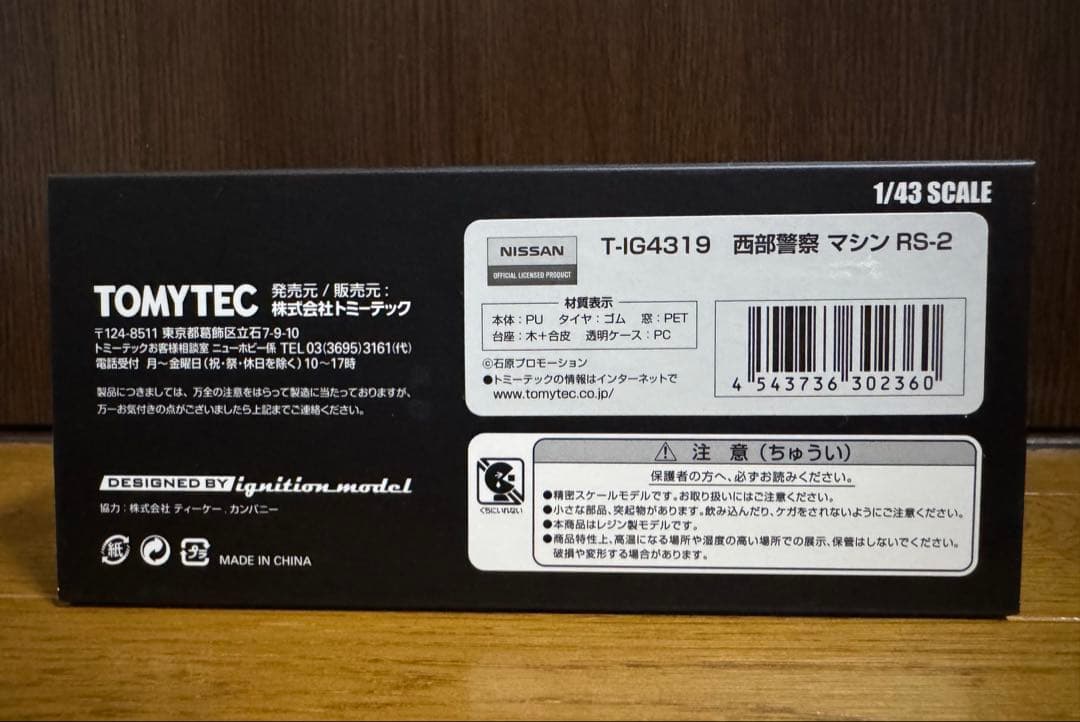 1/43 SCALE
NISSAN
OFFICIAL LICENSED PRODUCT
T-IG4319 西部警察 マシン RS-2
材質表示
本体：PU タイヤ：ゴム 窓：PET
台座：木＋合皮 透明ケース：PC
©石原プロモーション
●トミーテックの情報はインターネットで
www.tomytec.co.jp/
4 543736 302360
TOMYTEC 発売元 / 販売元：
株式会社トミーテック
〒124-8511 東京都葛飾区立石7-9-10
トミーテックお客様相談室 ニューホビー係 TEL 03(3695)3161(代)
電話受付 月～金曜日(祝・祭・休日を除く) 10～17時
製品につきましては、万全の注意をはらって製造に当たっておりますが、
万一お気付きの点がございましたら上記までご連絡ください。
DESIGNED BY ignition model
協力：株式会社 ティーケー．カンパニー
紙
プラ
MADE IN CHINA
くちにいれない
注 意（ちゅうい）
保護者の方へ、必ずお読みください。
●精密スケールモデルです。お取り扱いにはご注意ください。
●小さな部品、突起物があります。飲み込んだり、ケガをされないようにご注意ください。
●本商品はレジン製モデルです。
●商品特性上、高温になる場所や湿度の高い場所での展示、保管はしないでください。
破損や変形する場合があります。